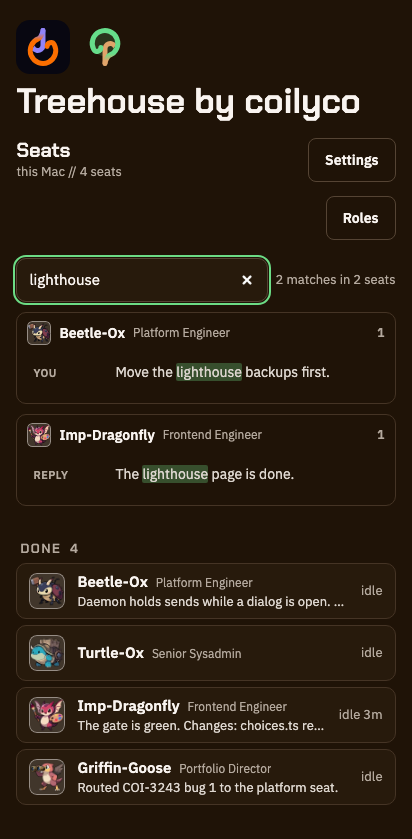 Treehouse by coilyco
Seats
this Mac // 4 seats
Settings
Roles
lighthouse ×
2 matches in 2 seats
Beetle-Ox Platform Engineer 1
YOU Move the lighthouse backups first.
Imp-Dragonfly Frontend Engineer 1
REPLY The lighthouse page is done.
DONE 4
Beetle-Ox Platform Engineer
Daemon holds sends while a dialog is open. ...
idle
Turtle-Ox Senior Sysadmin
idle
Imp-Dragonfly Frontend Engineer
The gate is green. Changes: choices.ts re...
idle 3m
Griffin-Goose Portfolio Director
Routed COI-3243 bug 1 to the platform seat.
idle